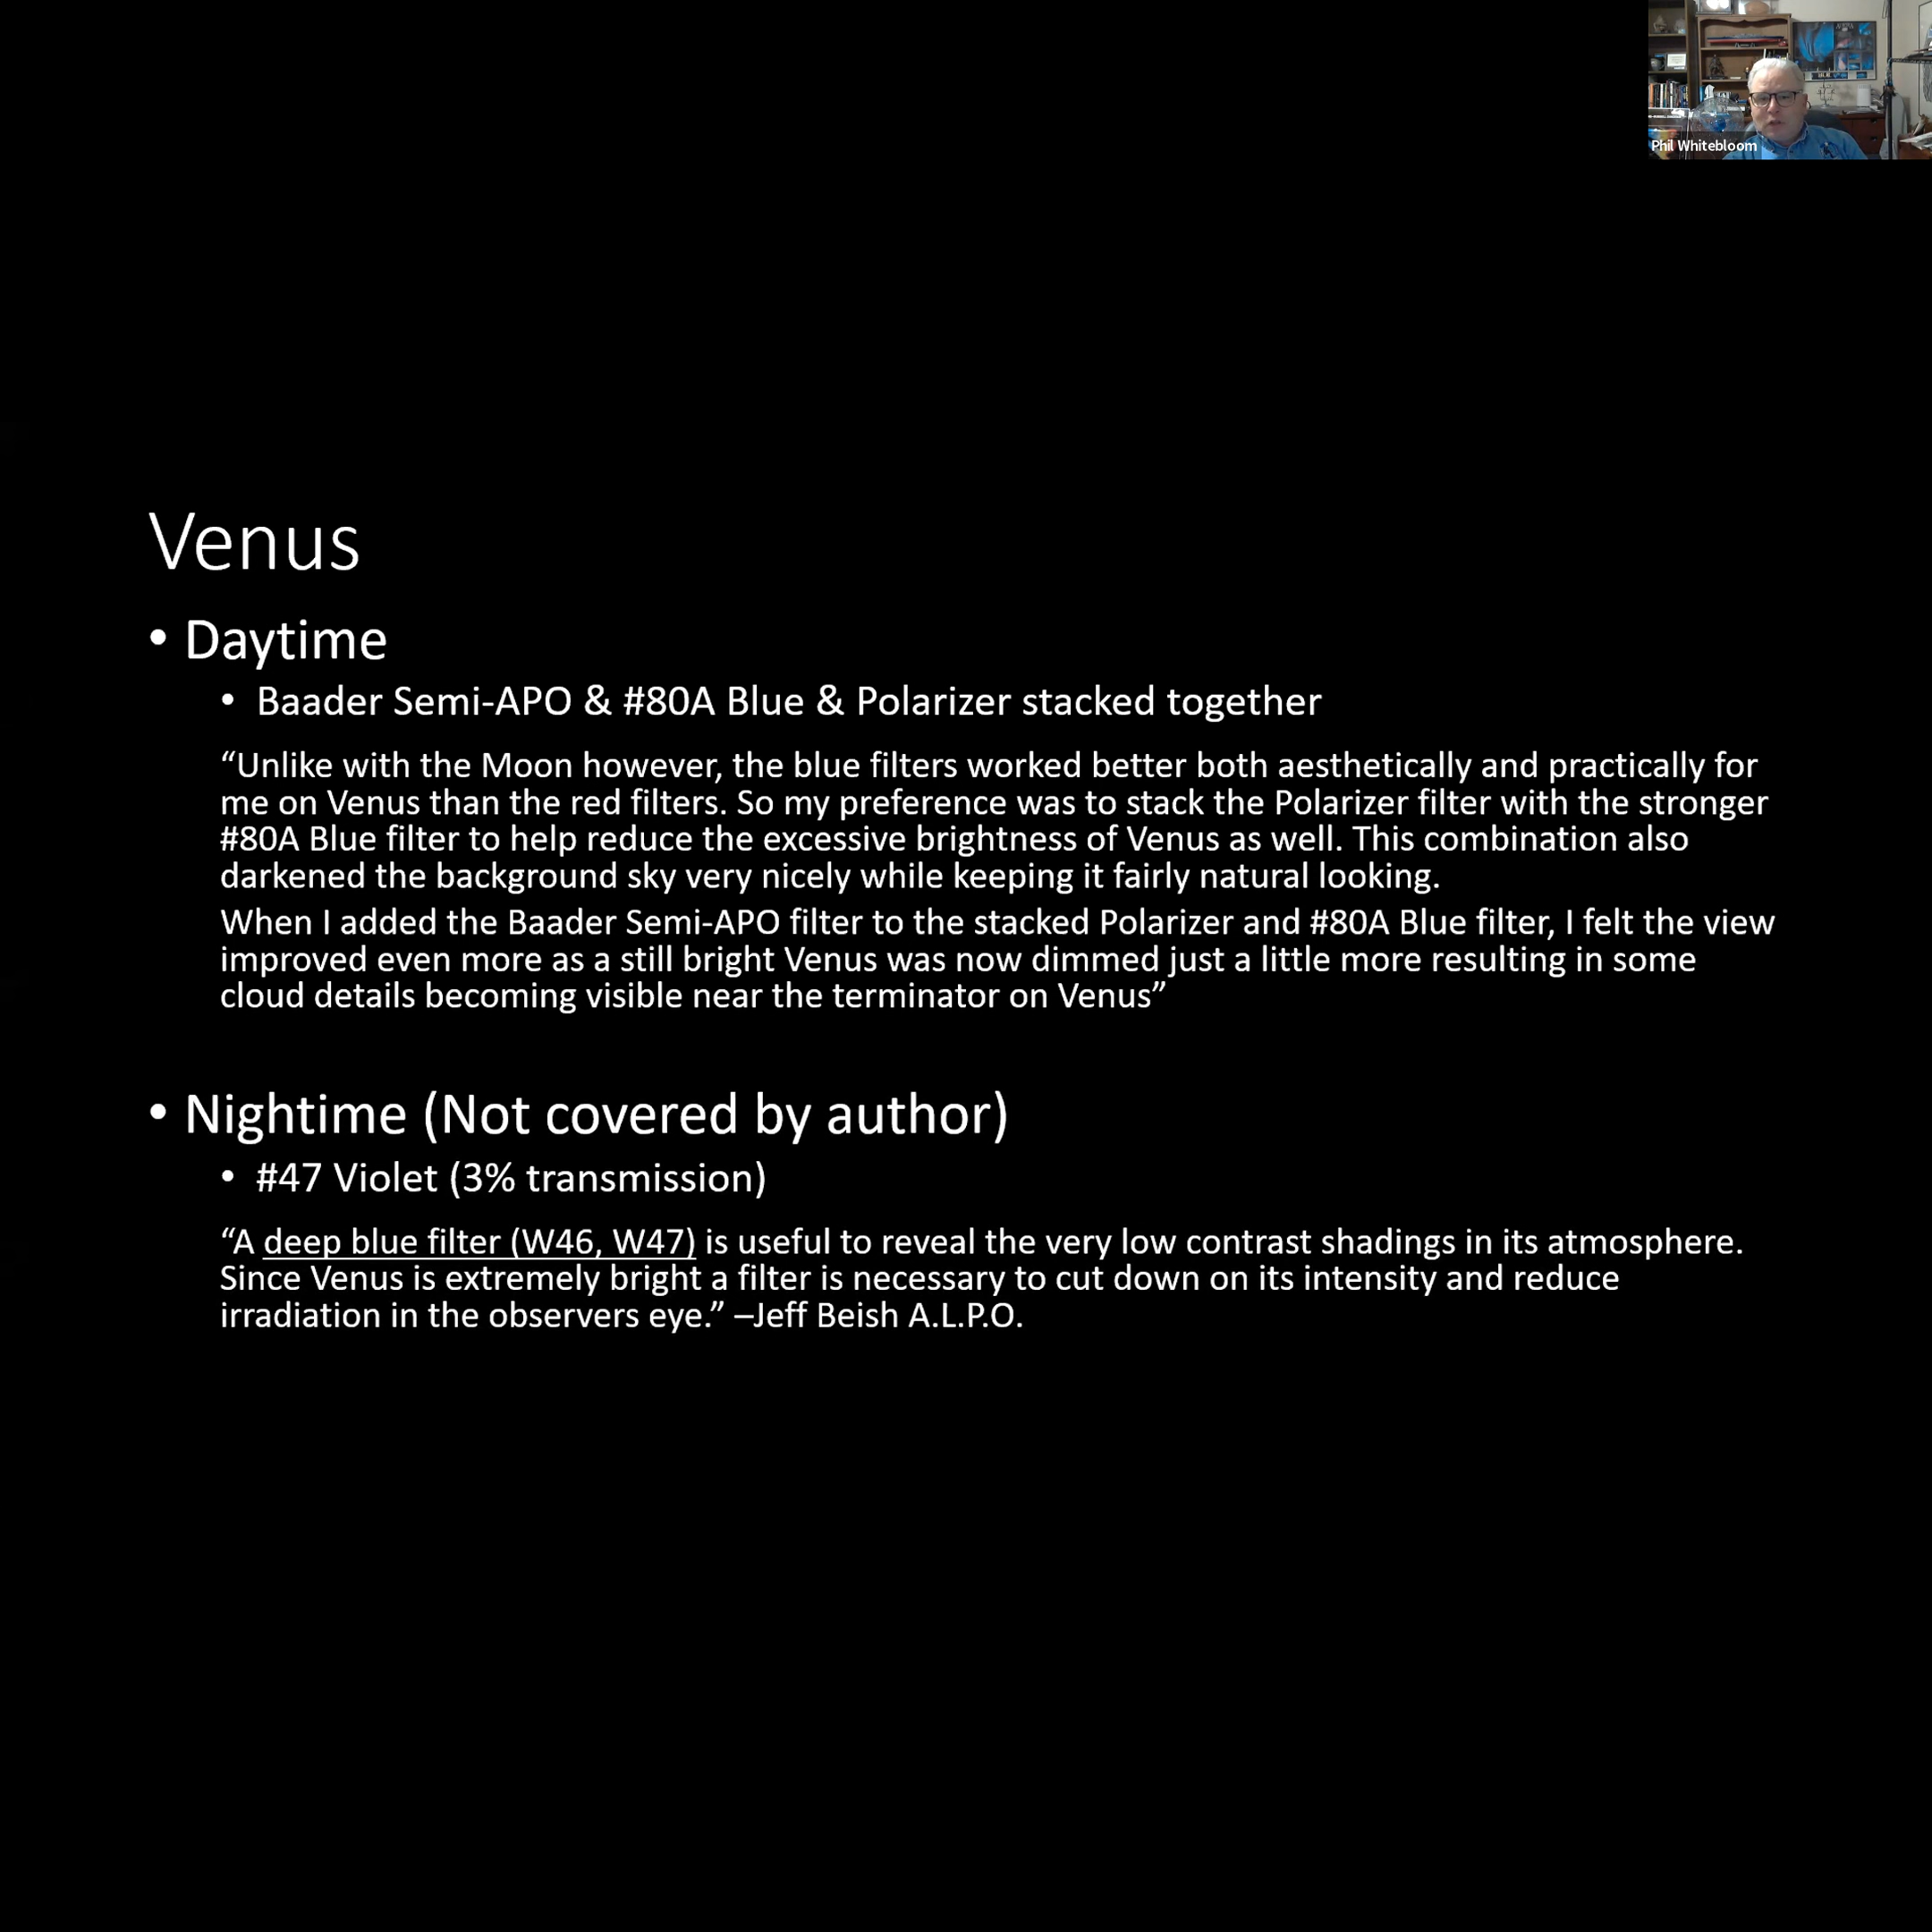 Phil Whitebloom
Venus
• Daytime
• Baader Semi-APO & #80A Blue & Polarizer stacked together
“Unlike with the Moon however, the blue filters worked better both aesthetically and practically for
me on Venus than the red filters. So my preference was to stack the Polarizer filter with the stronger
#80A Blue filter to help reduce the excessive brightness of Venus as well. This combination also
darkened the background sky very nicely while keeping it fairly natural looking.
When I added the Baader Semi-APO filter to the stacked Polarizer and #80A Blue filter, I felt the view
improved even more as a still bright Venus was now dimmed just a little more resulting in some
cloud details becoming visible near the terminator on Venus”
• Nightime (Not covered by author)
• #47 Violet (3% transmission)
“A deep blue filter (W46, W47) is useful to reveal the very low contrast shadings in its atmosphere.
Since Venus is extremely bright a filter is necessary to cut down on its intensity and reduce
irradiation in the observers eye.” –Jeff Beish A.L.P.O.